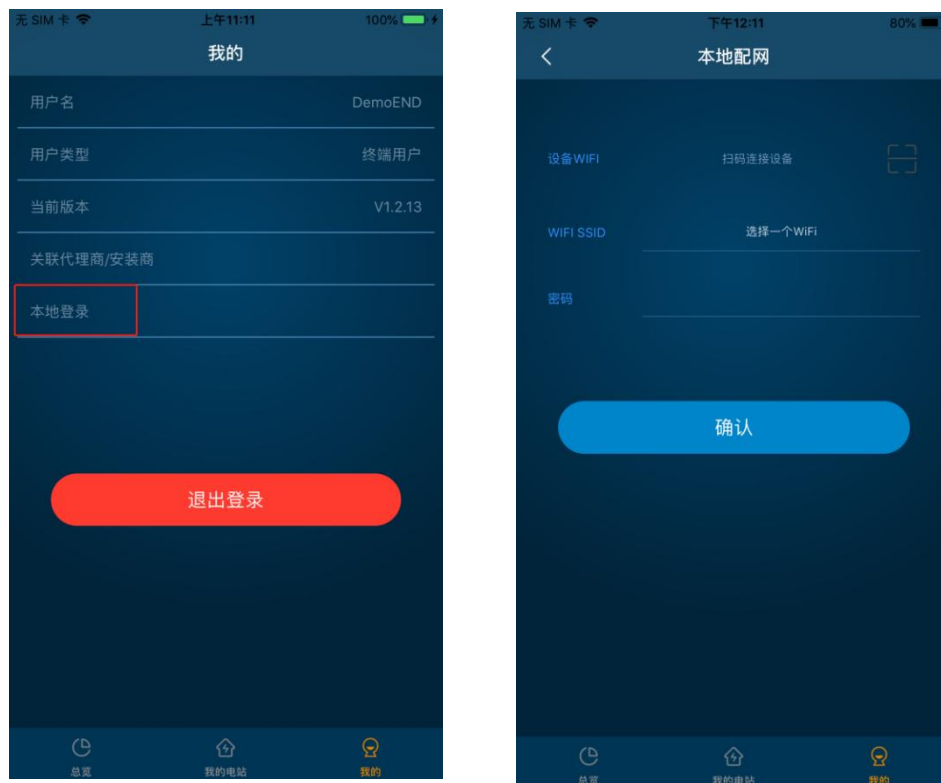 无 SIM 卡 上午11:11 100%
我的
用户名 DemoEND
用户类型 终端用户
当前版本 V1.2.13
关联代理商/安装商
本地登录
退出登录
总览 我的电站 我的
无 SIM 卡 下午12:11 80%
本地配网
设备WIFI 扫码连接设备
WIFI SSID 选择一个WiFi
密码
确认
总览 我的电站 我的